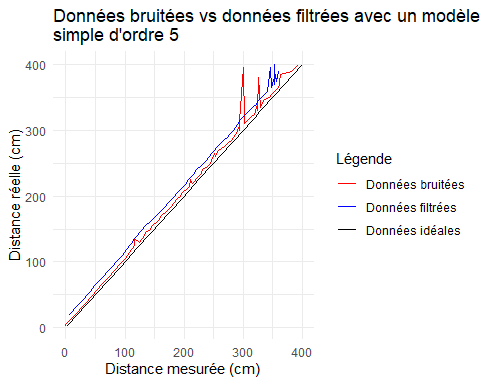 Données bruitées vs données filtrées avec un modèle
simple d'ordre 5
400
300
200
100
0
Distance réelle (cm)
0 100 200 300 400
Distance mesurée (cm)
Légende
Données bruitées
Données filtrées
Données idéales